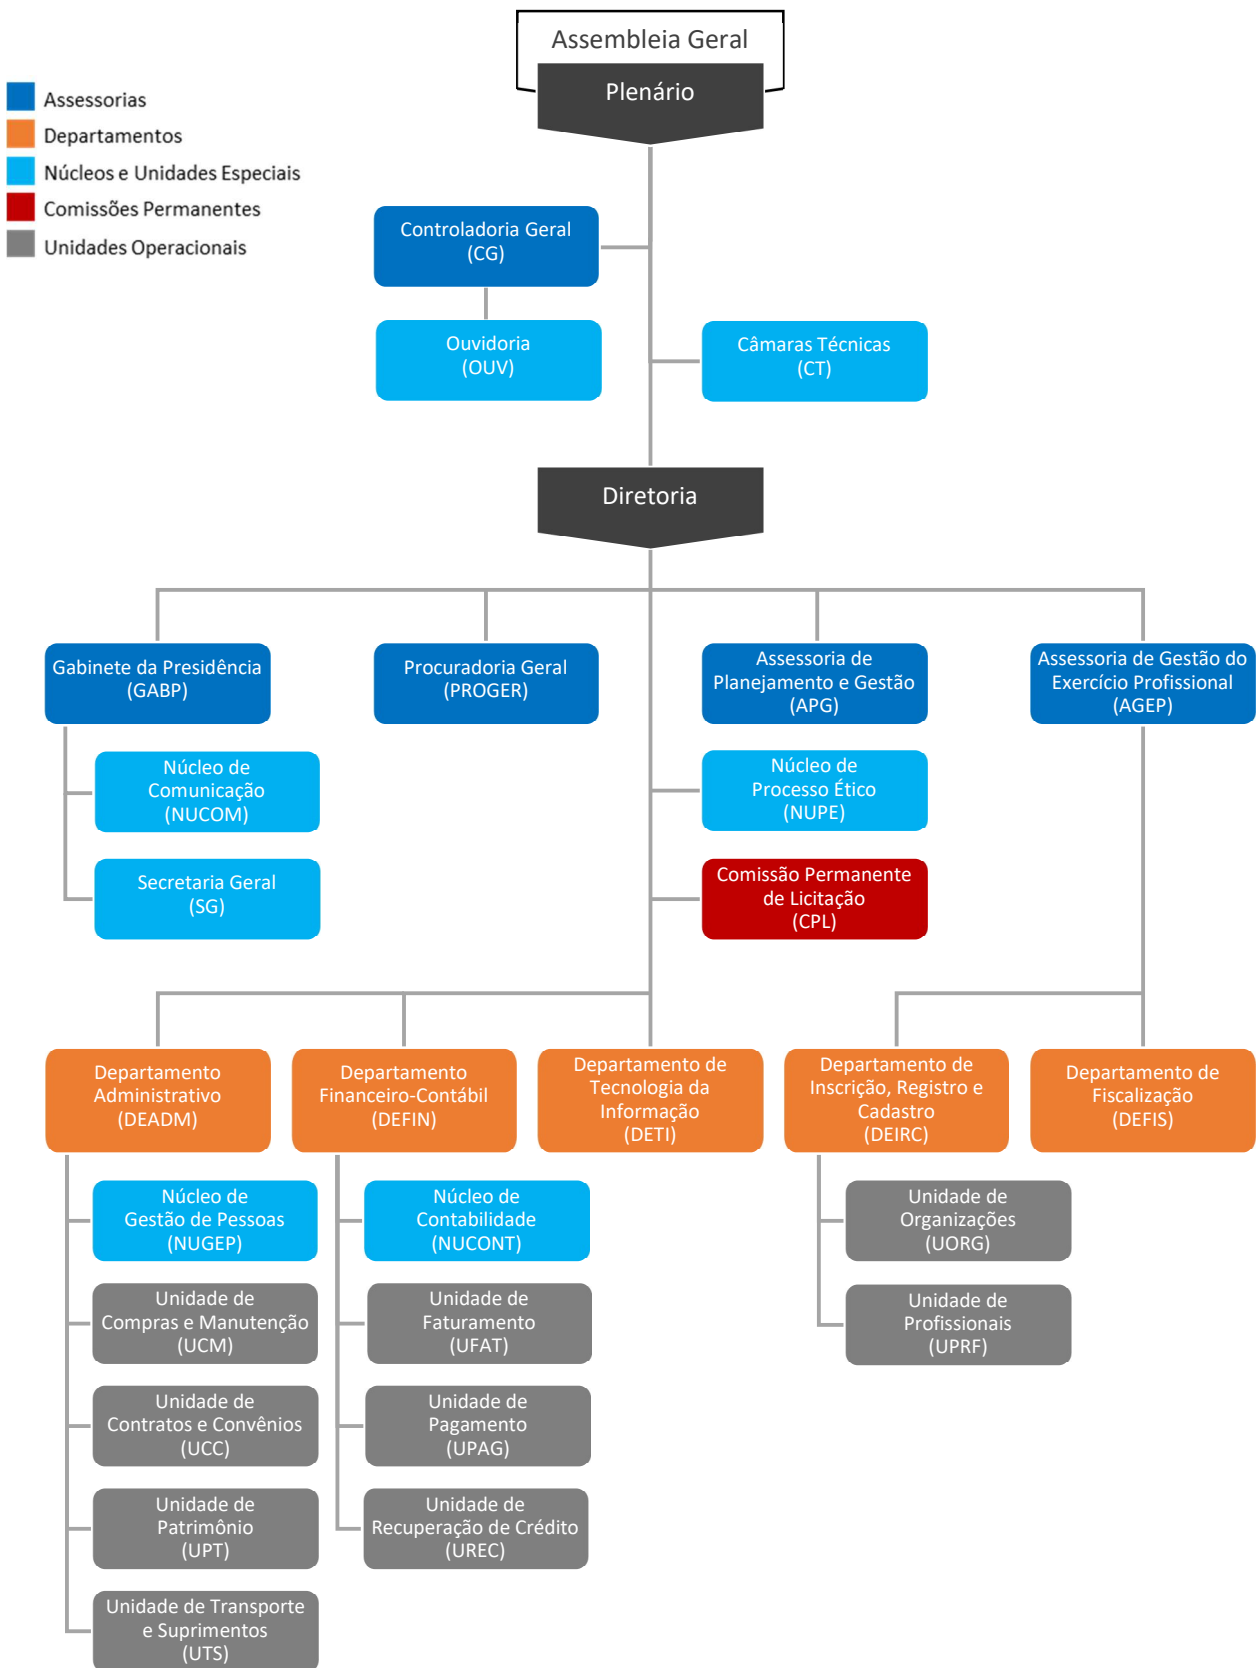 Assembleia Geral
Plenário
Assessorias
Departamentos
Núcleos e Unidades Especiais
Comissões Permanentes
Unidades Operacionais
Controladoria Geral
(CG)
Ouvidoria
(OUV)
Câmaras Técnicas
(CT)
Diretoria
Gabinete da Presidência
(GABP)
Procuradoria Geral
(PROGER)
Assessoria de
Planejamento e Gestão
(APG)
Assessoria de Gestão do
Exercício Profissional
(AGEP)
Núcleo de
Comunicação
(NUCOM)
Núcleo de
Processo Ético
(NUPE)
Secretaria Geral
(SG)
Comissão Permanente
de Licitação
(CPL)
Departamento
Administrativo
(DEADM)
Departamento
Financeiro-Contábil
(DEFIN)
Departamento de
Tecnologia da
Informação
(DETI)
Departamento de
Inscrição, Registro e
Cadastro
(DEIRC)
Departamento de
Fiscalização
(DEFIS)
Núcleo de
Gestão de Pessoas
(NUGEP)
Núcleo de
Contabilidade
(NUCONT)
Unidade de
Organizações
(UORG)
Unidade de
Compras e Manutenção
(UCM)
Unidade de
Faturamento
(UFAT)
Unidade de
Profissionais
(UPRF)
Unidade de
Contratos e Convênios
(UCC)
Unidade de
Pagamento
(UPAG)
Unidade de
Patrimônio
(UPT)
Unidade de
Recuperação de Crédito
(UREC)
Unidade de Transporte
e Suprimentos
(UTS)